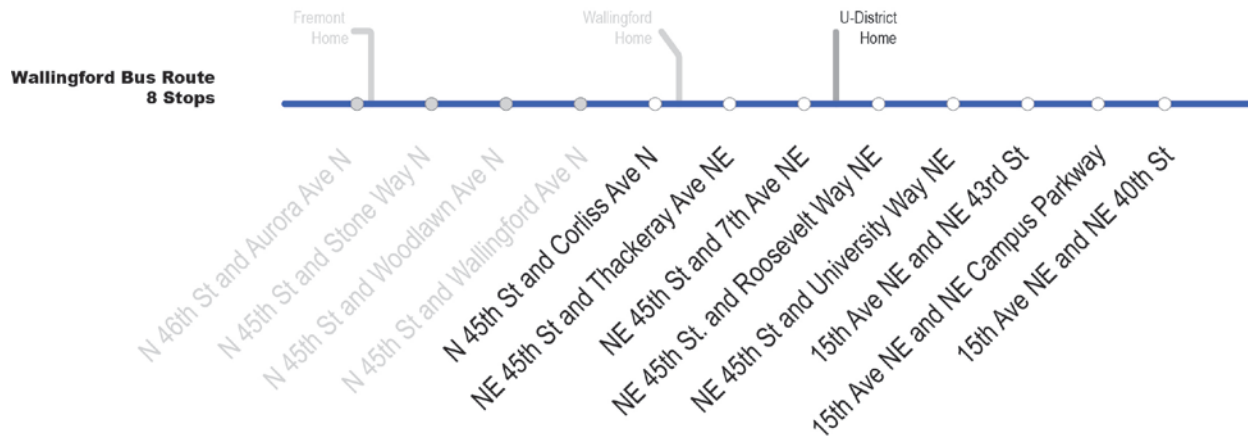 Fremont
Home
Wallingford
Home
U-District
Home
Wallingford Bus Route
8 Stops
N 46th St and Aurora Ave N
N 45th St and Stone Way N
N 45th St and Woodlawn Ave N
N 45th St and Wallingford Ave N
N 45th St and Corliss Ave N
NE 45th St and Thackeray Ave NE
NE 45th St and 7th Ave NE
NE 45th St. and Roosevelt Way NE
NE 45th St and University Way NE
15th Ave NE and NE 43rd St
15th Ave NE and NE Campus Parkway
15th Ave NE and NE 40th St